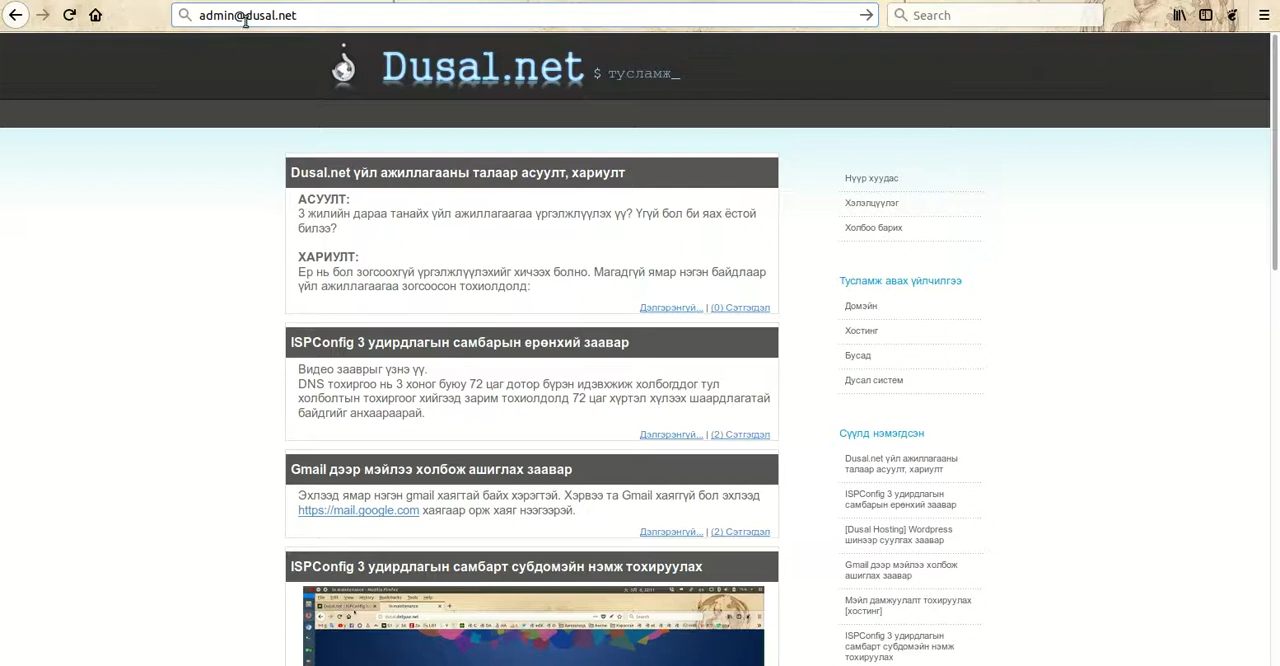 admin@dusal.net
Search
Dusal.net $ тусламж_
Dusal.net үйл ажиллагааны талаар асуулт, хариулт
АСУУЛТ:
3 жилийн дараа танайх үйл ажиллагаагаа үргэлжлүүлэх үү? Үгүй бол би яах ёстой
билээ?
ХАРИУЛТ:
Ер нь бол зогсоохгүй үргэлжлүүлэхийг хичээх болно. Магадгүй ямар нэгэн байдлаар
үйл ажиллагаагаа зогсоосон тохиолдолд:
Дэлгэрэнгүй... | (0) Сэтгэгдэл
ISPConfig 3 удирдлагын самбарын ерөнхий заавар
Видео зааврыг үзнэ үү.
DNS тохиргоо нь 3 хоног буюу 72 цаг дотор бүрэн идэвхжиж холбогддог тул
холболтын тохиргоог хийгээд зарим тохиолдолд 72 цаг хүртэл хүлээх шаардлагатай
байдгийг анхаараарай.
Дэлгэрэнгүй... | (2) Сэтгэгдэл
Gmail дээр мэйлээ холбож ашиглах заавар
Эхлээд ямар нэгэн gmail хаягтай байх хэрэгтэй. Хэрвээ та Gmail хаяггүй бол эхлээд
https://mail.google.com хаягаар орж хаяг нээгээрэй.
Дэлгэрэнгүй... | (2) Сэтгэгдэл
ISPConfig 3 удирдлагын самбарт субдомэйн нэмж тохируулах
Нүүр хуудас
Хэлэлцүүлэг
Холбоо барих
Тусламж авах үйлчилгээ
Домэйн
Хостинг
Бусад
Дусал систем
Сүүлд нэмэгдсэн
Dusal.net үйл ажиллагааны
талаар асуулт, хариулт
ISPConfig 3 удирдлагын
самбарын ерөнхий заавар
[Dusal Hosting] Wordpress
шинээр суулгах заавар
Gmail дээр мэйлээ холбож
ашиглах заавар
Мэйл дамжуулалт тохируулах
[хостинг]
ISPConfig 3 удирдлагын
самбарт субдомэйн нэмж
тохируулах